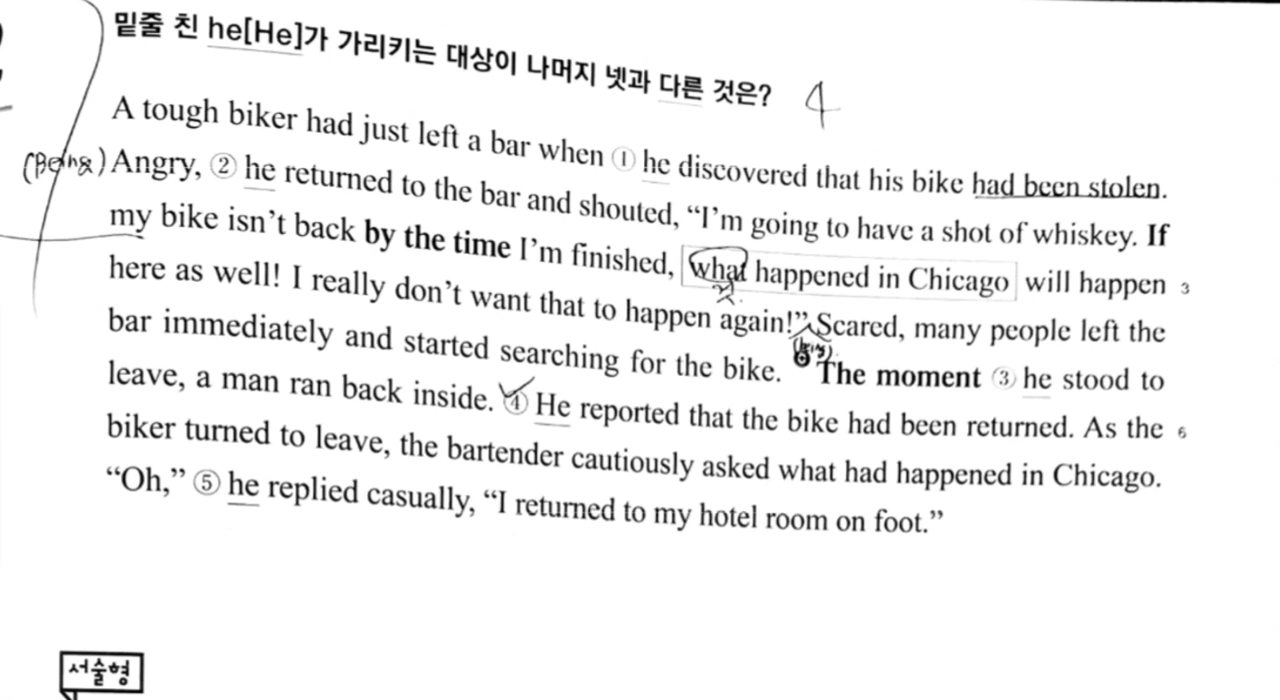 밑줄 친 he[He]가 가리키는 대상이 나머지 넷과 다른 것은? 4
A tough biker had just left a bar when ① he discovered that his bike had been stolen.
(Being) Angry, ② he returned to the bar and shouted, “I’m going to have a shot of whiskey. If
my bike isn’t back by the time I’m finished, what happened in Chicago will happen 3
here as well! I really don’t want that to happen again!” Scared, many people left the
bar immediately and started searching for the bike. The moment ③ he stood to
leave, a man ran back inside. ④ He reported that the bike had been returned. As the 6
biker turned to leave, the bartender cautiously asked what had happened in Chicago.
“Oh,” ⑤ he replied casually, “I returned to my hotel room on foot.”
서술형